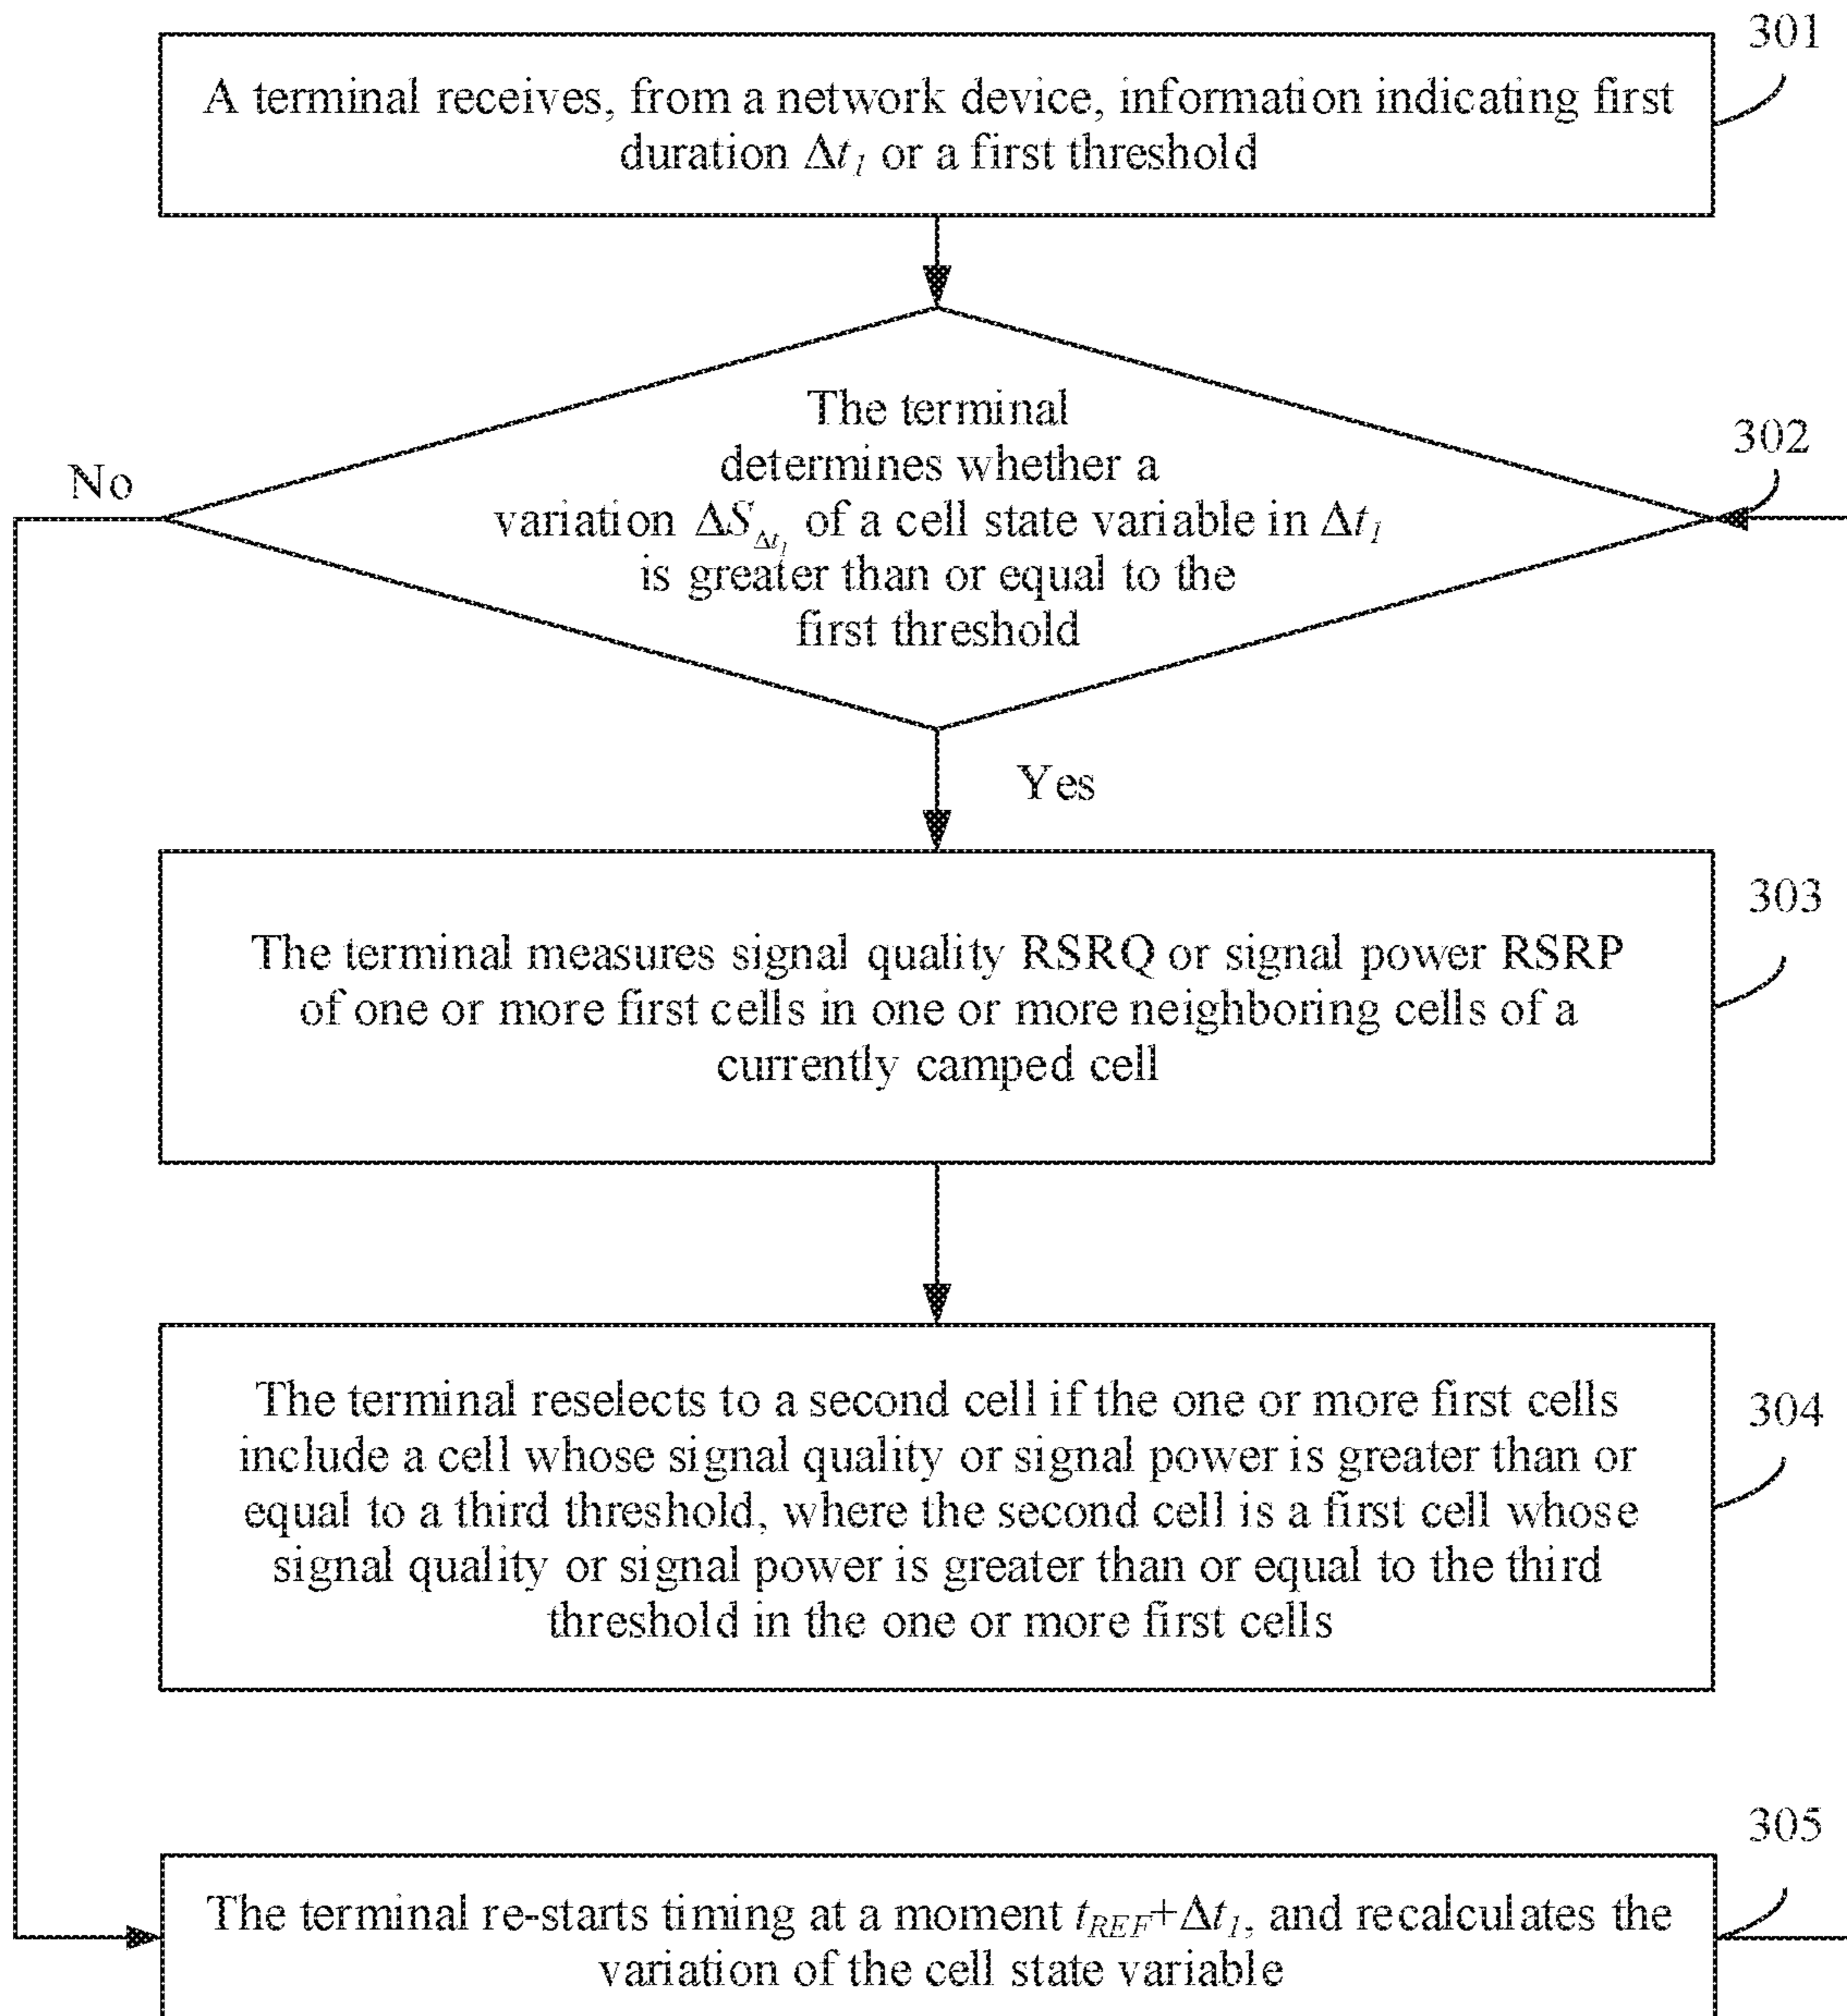 301
A terminal receives, from a network device, information indicating first
duration Δt₁ or a first threshold
The terminal
determines whether a
variation ΔS_Δt₁ of a cell state variable in Δt₁
is greater than or equal to the
first threshold
302
No
Yes
303
The terminal measures signal quality RSRQ or signal power RSRP
of one or more first cells in one or more neighboring cells of a
currently camped cell
304
The terminal reselects to a second cell if the one or more first cells
include a cell whose signal quality or signal power is greater than or
equal to a third threshold, where the second cell is a first cell whose
signal quality or signal power is greater than or equal to the third
threshold in the one or more first cells
305
The terminal re-starts timing at a moment t_REF+Δt₁, and recalculates the
variation of the cell state variable